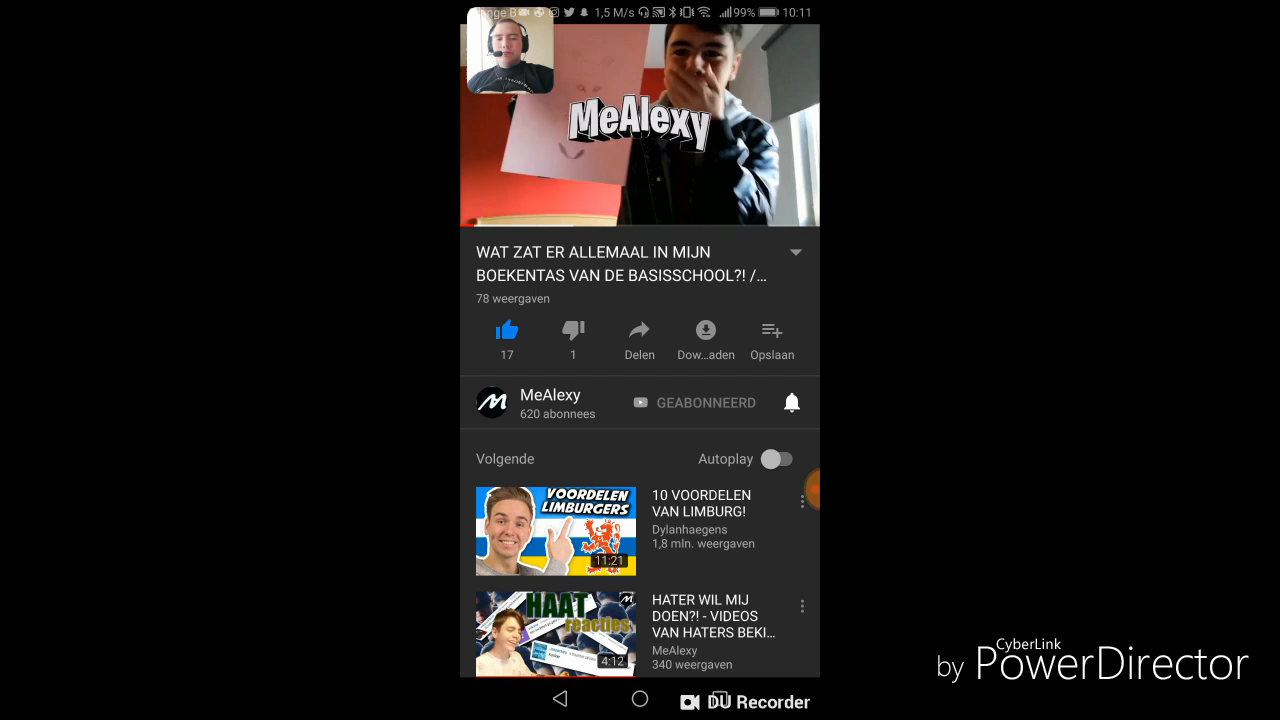 1,5 M/s 99% 10:11
MeAlexy
WAT ZAT ER ALLEMAAL IN MIJN
BOEKENTAS VAN DE BASISSCHOOL?! /...
78 weergaven
17 1 Delen Dow...aden Opslaan
MeAlexy
620 abonnees
GEABONNEERD
Volgende Autoplay
VOORDELEN
LIMBURGERS
11:21
10 VOORDELEN
VAN LIMBURG!
Dylanhaegens
1,8 mln. weergaven
HAAT
reacties
4:12
HATER WIL MIJ
DOEN?! - VIDEOS
VAN HATERS BEKI...
MeAlexy
340 weergaven
DU Recorder
CyberLink
by PowerDirector